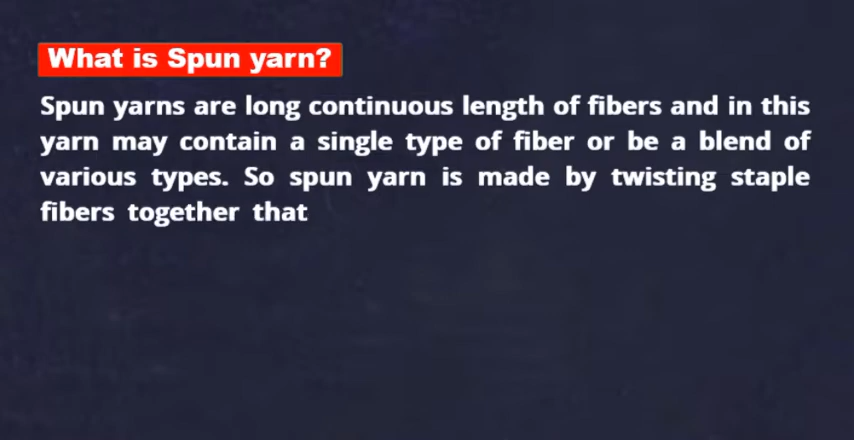 What is Spun yarn?
Spun yarns are long continuous length of fibers and in this
yarn may contain a single type of fiber or be a blend of
various types. So spun yarn is made by twisting staple
fibers together that